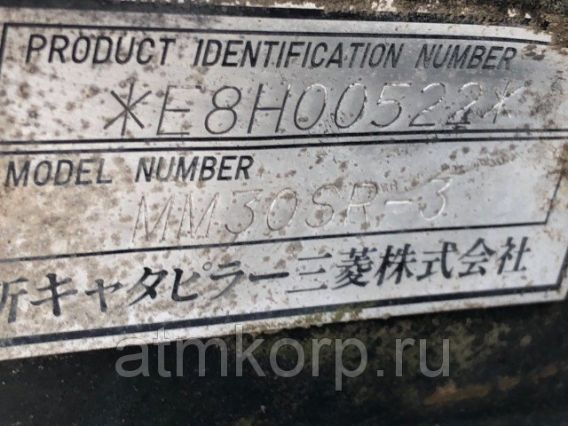 PRODUCT IDENTIFICATION NUMBER
*E8H00522*
MODEL NUMBER
MM30SR-3
新キャタピラー三菱株式会社
atmkorp.ru